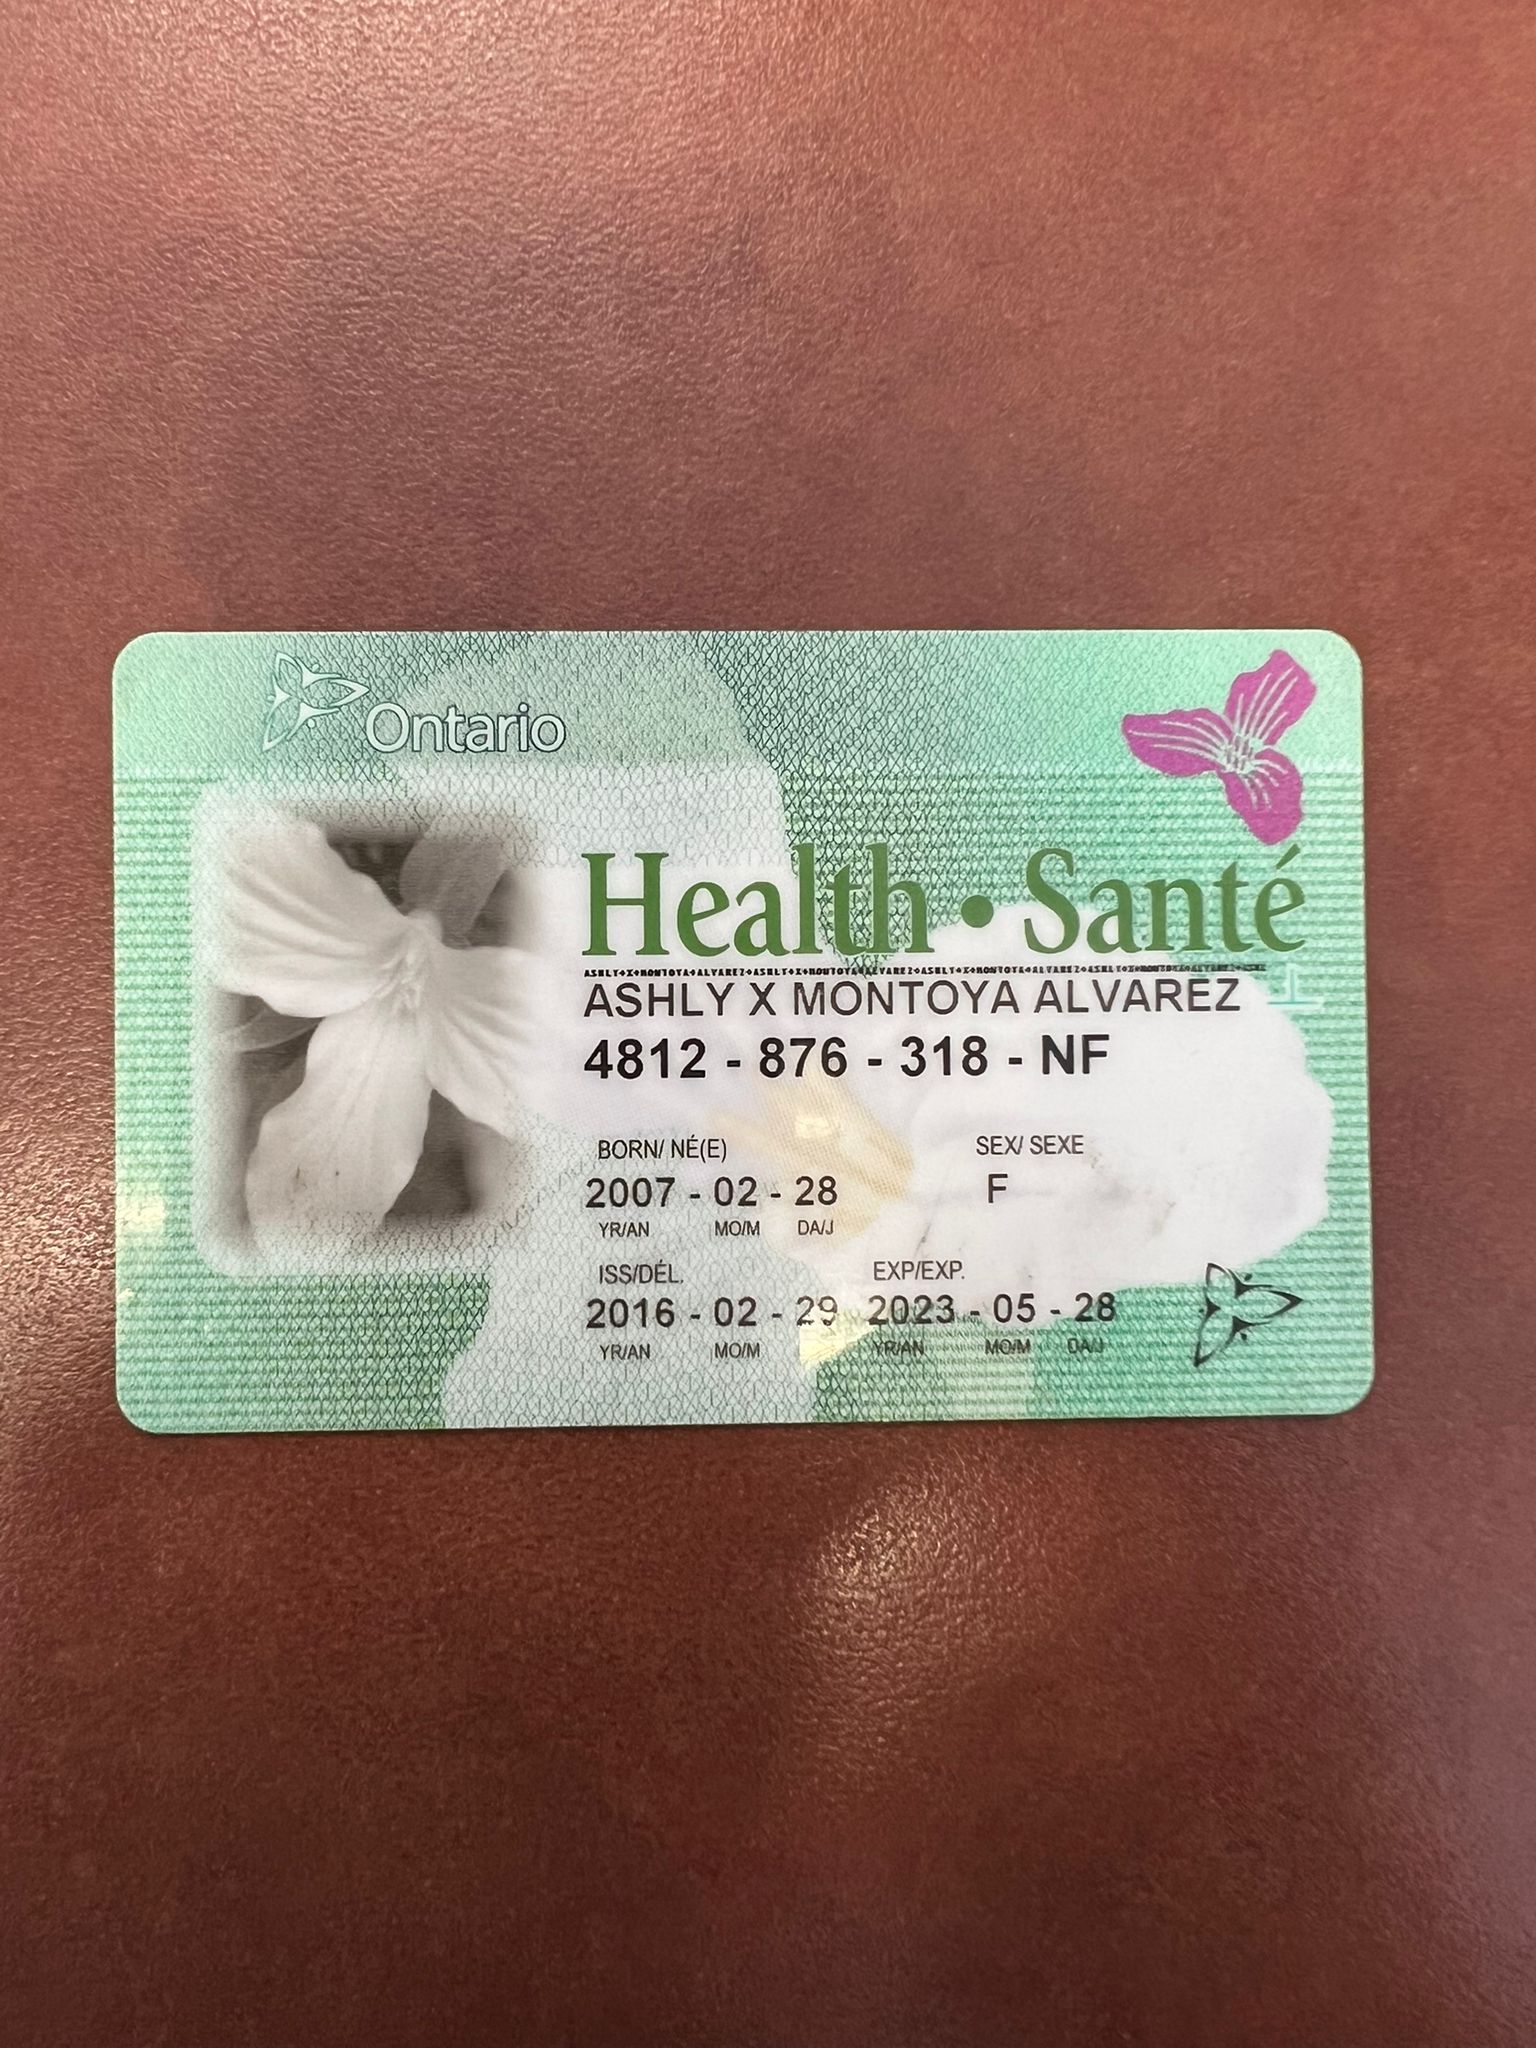 Ontario
Health • Santé
ASHLY X MONTOYA ALVAREZ
4812 - 876 - 318 - NF
BORN/ NÉ(E) SEX/ SEXE
2007 - 02 - 28 F
YR/AN MO/M DA/J
ISS/DÉL. EXP/EXP.
2016 - 02 - 29 2023 - 05 - 28
YR/AN MO/M YR/AN MO/M DA/J